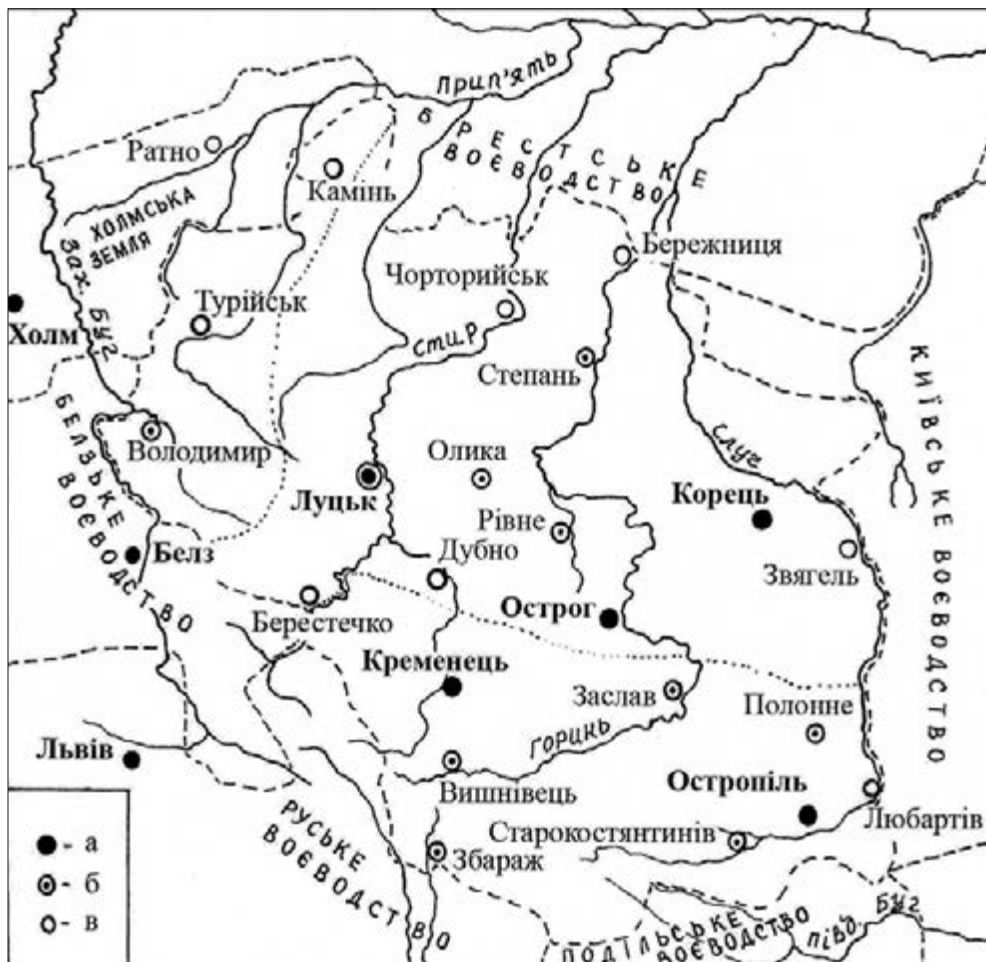 Прип'ять
БРЕСТСЬКЕ
ВОЄВОДСТВО
Ратно
Камінь
ХОЛМСЬКА
ЗЕМЛЯ
Бережниця
Зах. Буг
Чорторийськ
Турійськ
Холм
Стир
Степань
КИЇВСЬКЕ ВОЄВОДСТВО
БЕЛЗЬКЕ
ВОЄВОДСТВО
Володимир
Случ
Олика
Луцьк
Корець
Рівне
Дубно
Белз
Звягель
Берестечко
Острог
Кременець
Заслав
Полонне
Горинь
Львів
Вишнівець
Остропіль
РУСЬКЕ
ВОЄВОДСТВО
Старокостянтинів
Любартів
Збараж
- а
- б
- в
ПОДІЛЬСЬКЕ
ВОЄВОДСТВО
Півд. Буг